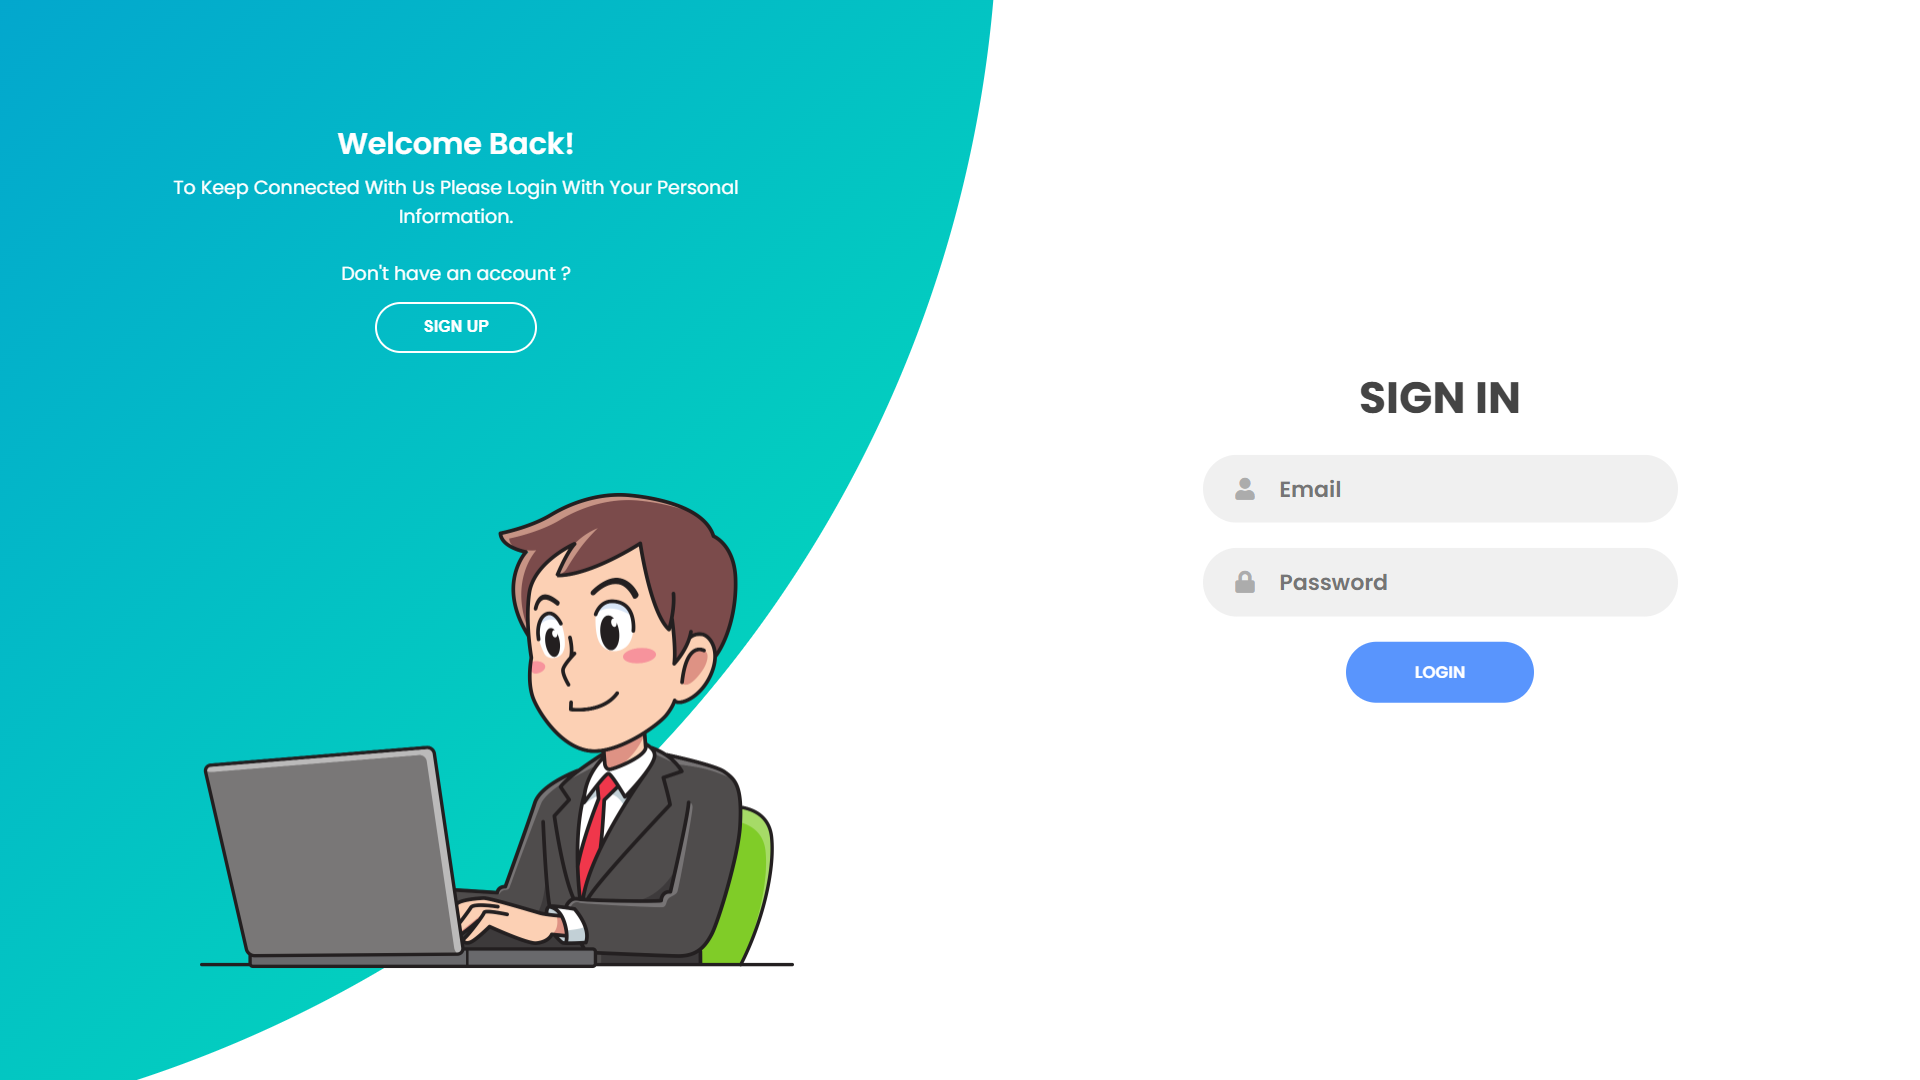 Welcome Back!
To Keep Connected With Us Please Login With Your Personal
Information.
Don't have an account ?
SIGN UP
SIGN IN
Email
Password
LOGIN